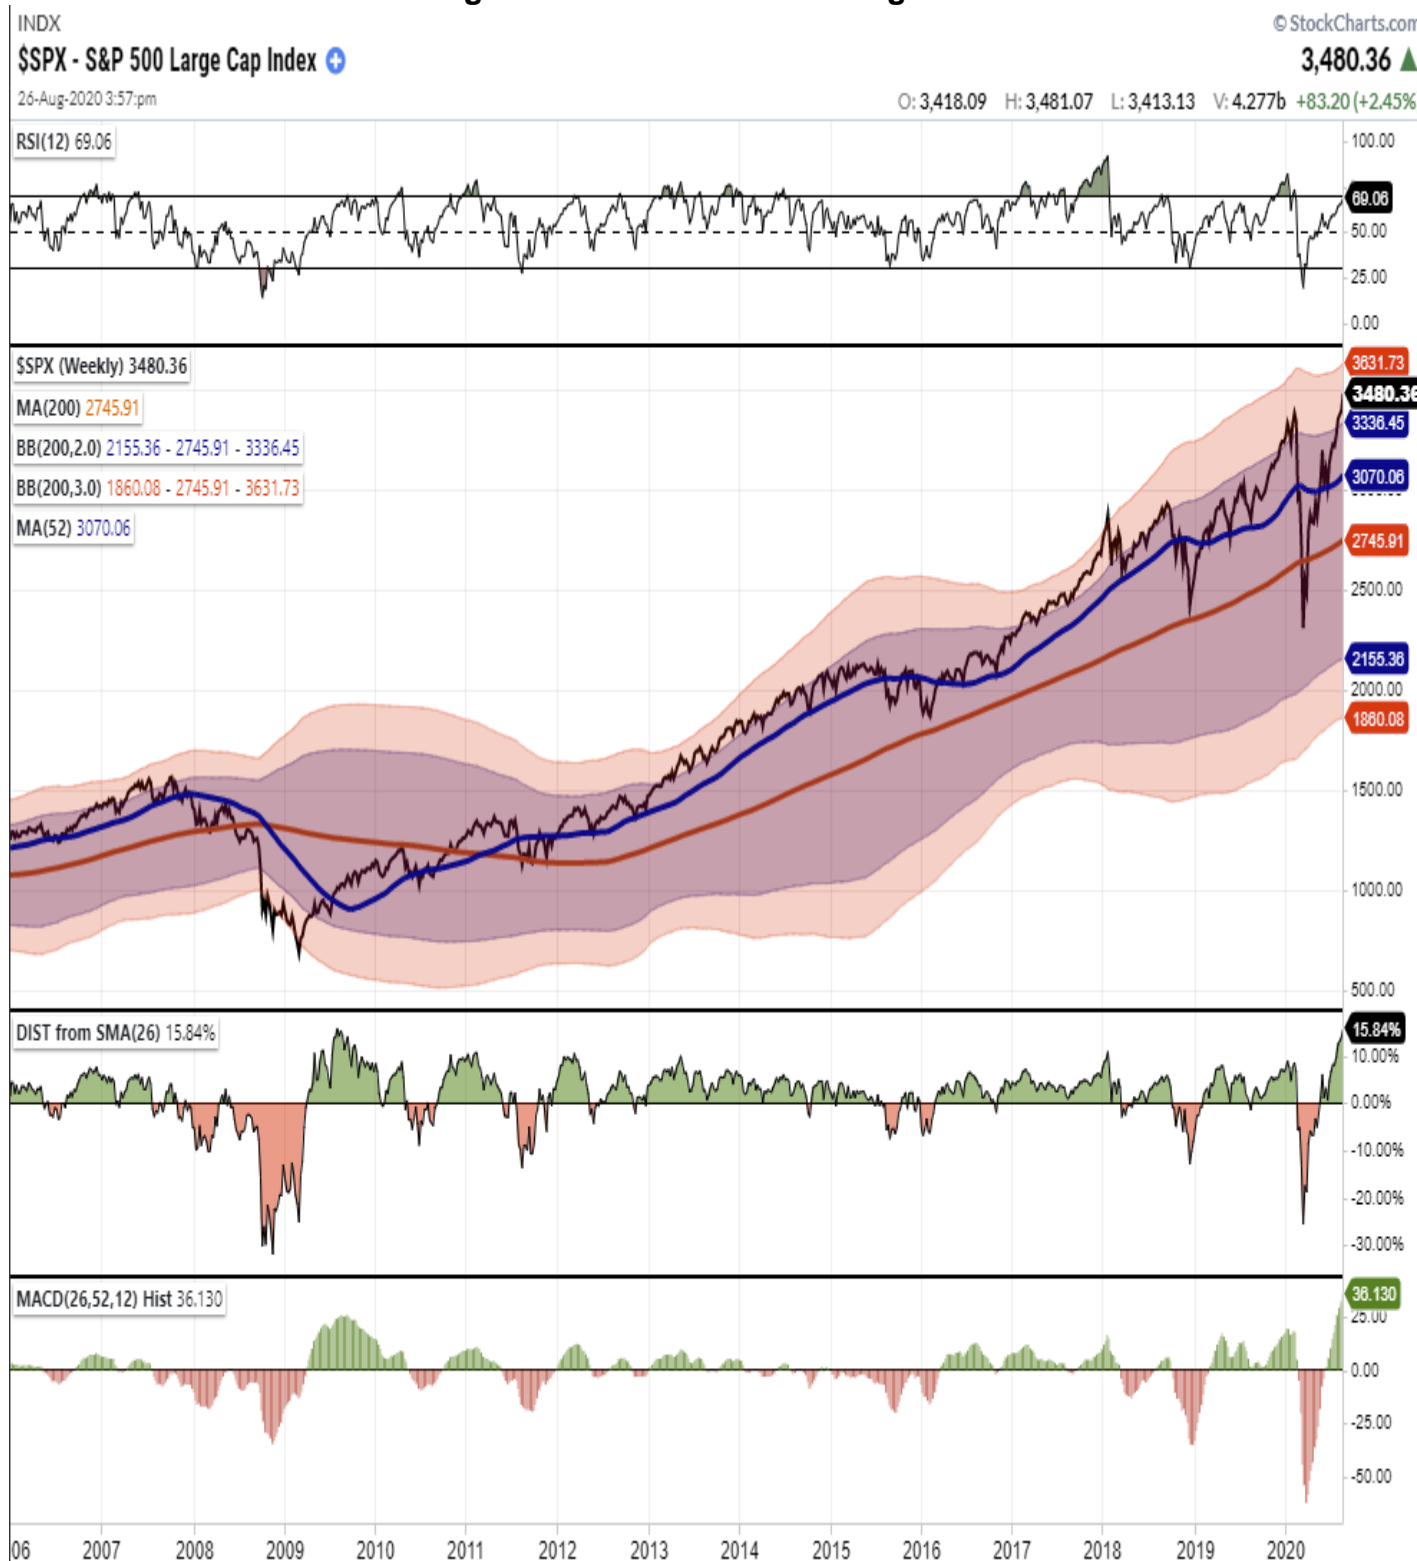 INDX
© StockCharts.com
$SPX - S&P 500 Large Cap Index
3,480.36
26-Aug-2020 3:57:pm
O: 3,418.09 H: 3,481.07 L: 3,413.13 V: 4.277b +83.20 (+2.45%
RSI(12) 69.06
100.00
69.06
50.00
25.00
0.00
$SPX (Weekly) 3480.36
MA(200) 2745.91
BB(200,2.0) 2155.36 - 2745.91 - 3336.45
BB(200,3.0) 1860.08 - 2745.91 - 3631.73
MA(52) 3070.06
3631.73
3480.36
3336.45
3070.06
2745.91
2500.00
2155.36
2000.00
1860.08
1500.00
1000.00
500.00
DIST from SMA(26) 15.84%
15.84%
10.00%
0.00%
-10.00%
-20.00%
-30.00%
MACD(26,52,12) Hist 36.130
36.130
25.00
0.00
-25.00
-50.00
06 2007 2008 2009 2010 2011 2012 2013 2014 2015 2016 2017 2018 2019 2020